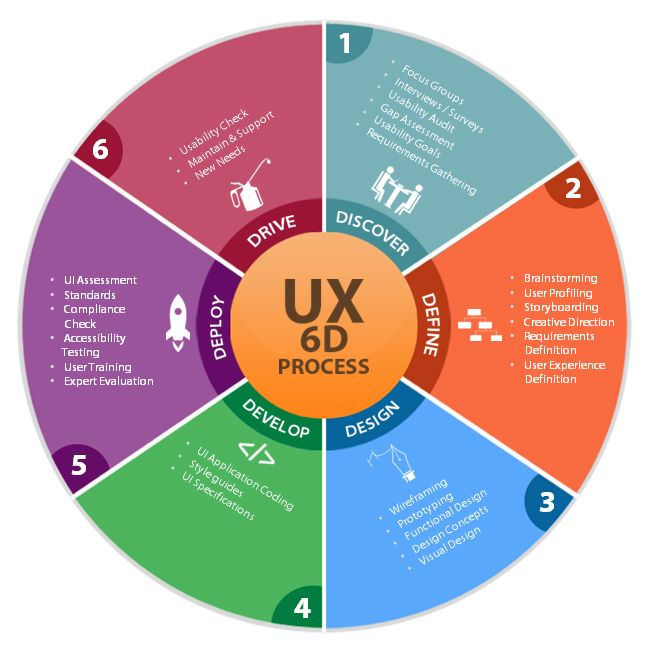 UX
6D
PROCESS
1
DISCOVER
• Focus Groups
• Interviews / Surveys
• Usability Audit
• Gap Assessment
• Usability Goals
• Requirements Gathering
2
DEFINE
• Brainstorming
• User Profiling
• Storyboarding
• Creative Direction
• Requirements
Definition
• User Experience
Definition
3
DESIGN
• Wireframing
• Prototyping
• Functional Design
• Design Concepts
• Visual Design
4
DEVELOP
</>
• UI Application Coding
• Style guides
• UI Specifications
5
DEPLOY
• UI Assessment
• Standards
• Compliance
Check
• Accessibility
Testing
• User Training
• Expert Evaluation
6
DRIVE
• Usability Check
• Maintain & Support
• New Needs